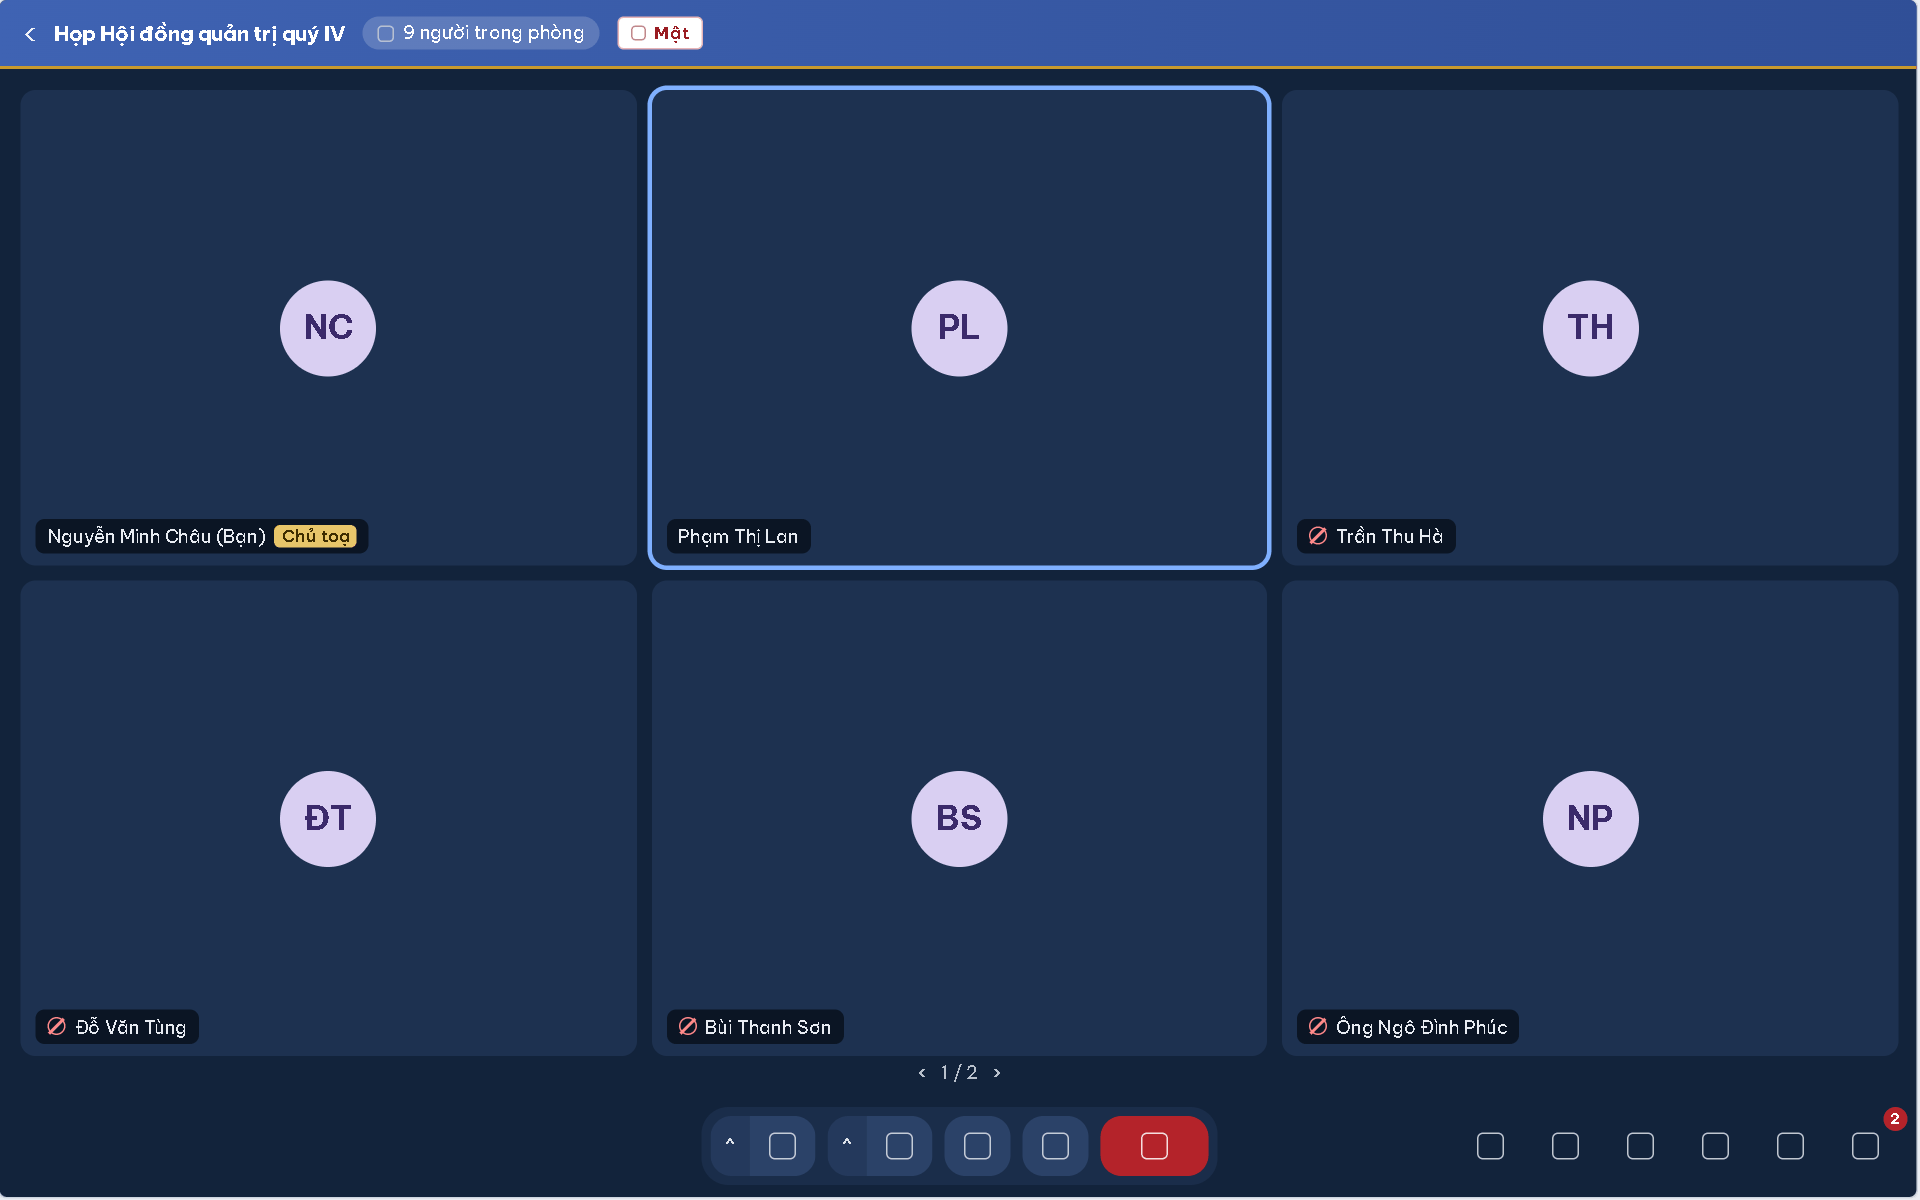 Họp Hội đồng quản trị quý IV
9 người trong phòng
Mật
NC
Nguyễn Minh Châu (Bạn) Chủ toạ
PL
Phạm Thị Lan
TH
Trần Thu Hà
ĐT
Đỗ Văn Tùng
BS
Bùi Thanh Sơn
NP
Ông Ngô Đình Phúc
1 / 2
2